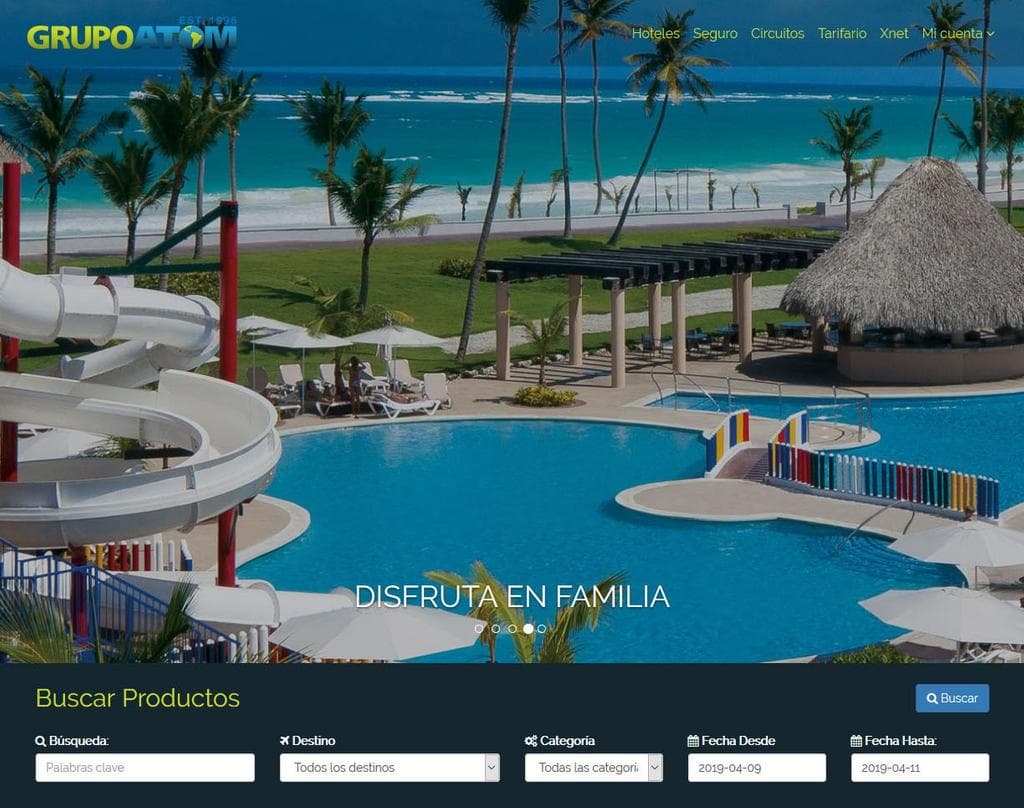 EST. 1996
GRUPOATOM
Hoteles Seguro Circuitos Tarifario Xnet Mi cuenta
DISFRUTA EN FAMILIA
Buscar Productos
Buscar
Búsqueda: Destino Categoría Fecha Desde Fecha Hasta:
Palabras clave Todos los destinos Todas las categorí 2019-04-09 2019-04-11